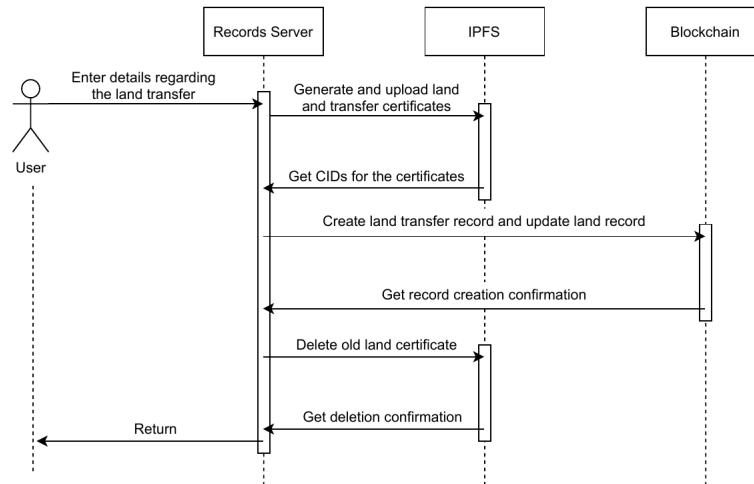 Records Server
IPFS
Blockchain
Enter details regarding
the land transfer
Generate and upload land
and transfer certificates
User
Get CIDs for the certificates
Create land transfer record and update land record
Get record creation confirmation
Delete old land certificate
Get deletion confirmation
Return